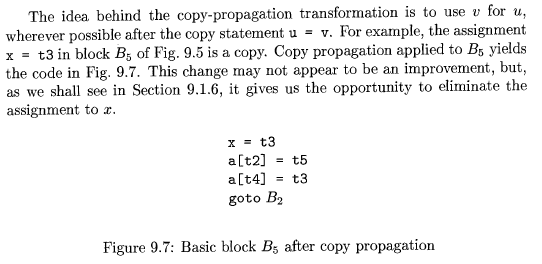 The idea behind the copy-propagation transformation is to use v for u,
wherever possible after the copy statement u = v. For example, the assignment
x = t3 in block B₅ of Fig. 9.5 is a copy. Copy propagation applied to B₅ yields
the code in Fig. 9.7. This change may not appear to be an improvement, but,
as we shall see in Section 9.1.6, it gives us the opportunity to eliminate the
assignment to x.
x = t3
a[t2] = t5
a[t4] = t3
goto B₂
Figure 9.7: Basic block B₅ after copy propagation